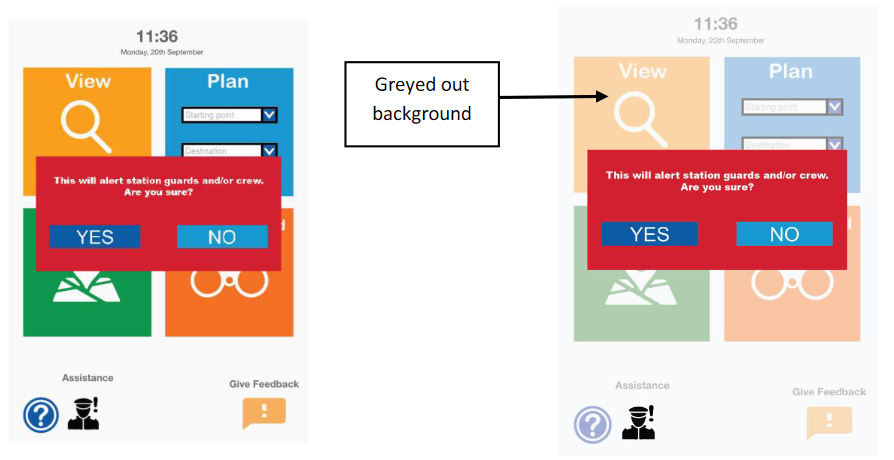 11:36
Monday, 20th September
View
Plan
Starting point
Destination
This will alert station guards and/or crew.
Are you sure?
YES
NO
d
Assistance
Give Feedback
?
!
!
Greyed out
background
11:36
Monday, 20th September
View
Plan
Starting point
Destination
This will alert station guards and/or crew.
Are you sure?
YES
NO
Assistance
Give Feedback
?
!
!